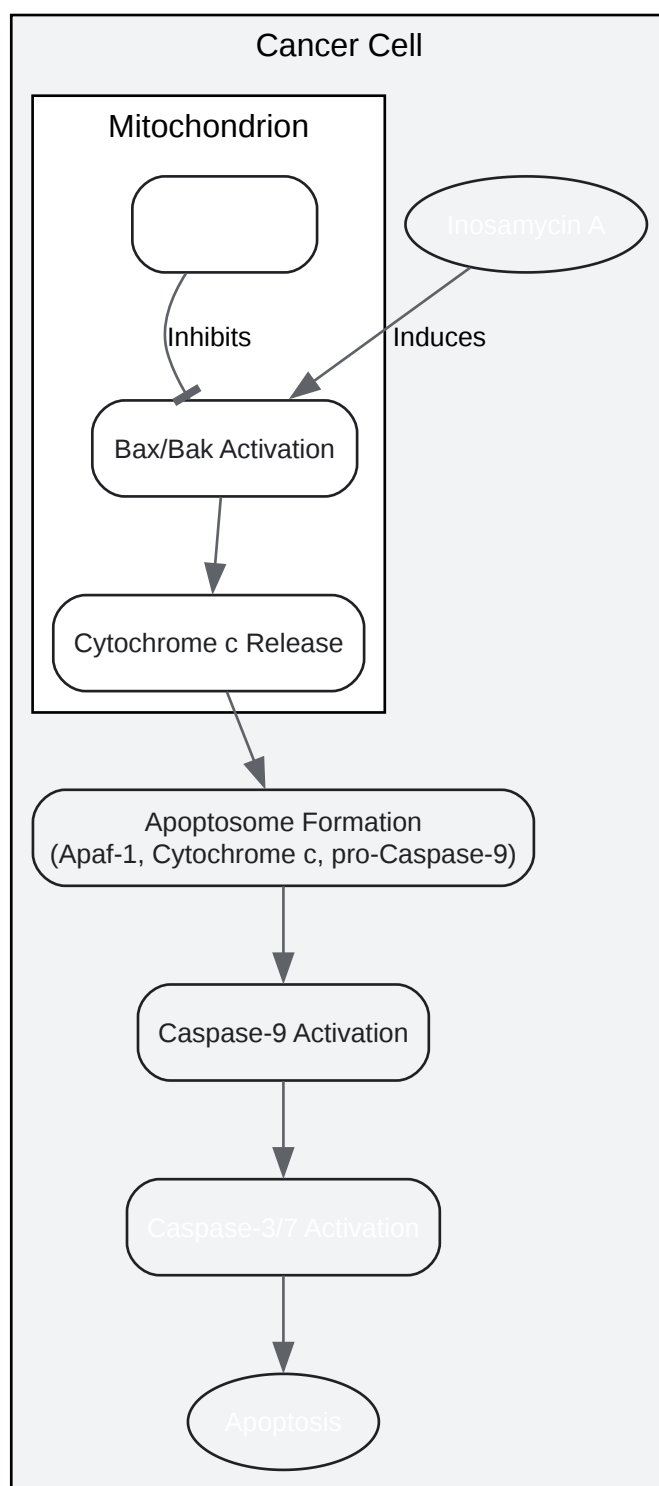 Cancer Cell
Mitochondrion
Inosamycin A
Inhibits
Induces
Bax/Bak Activation
Cytochrome c Release
Apoptosome Formation
(Apaf-1, Cytochrome c, pro-Caspase-9)
Caspase-9 Activation
Caspase-3/7 Activation
Apoptosis